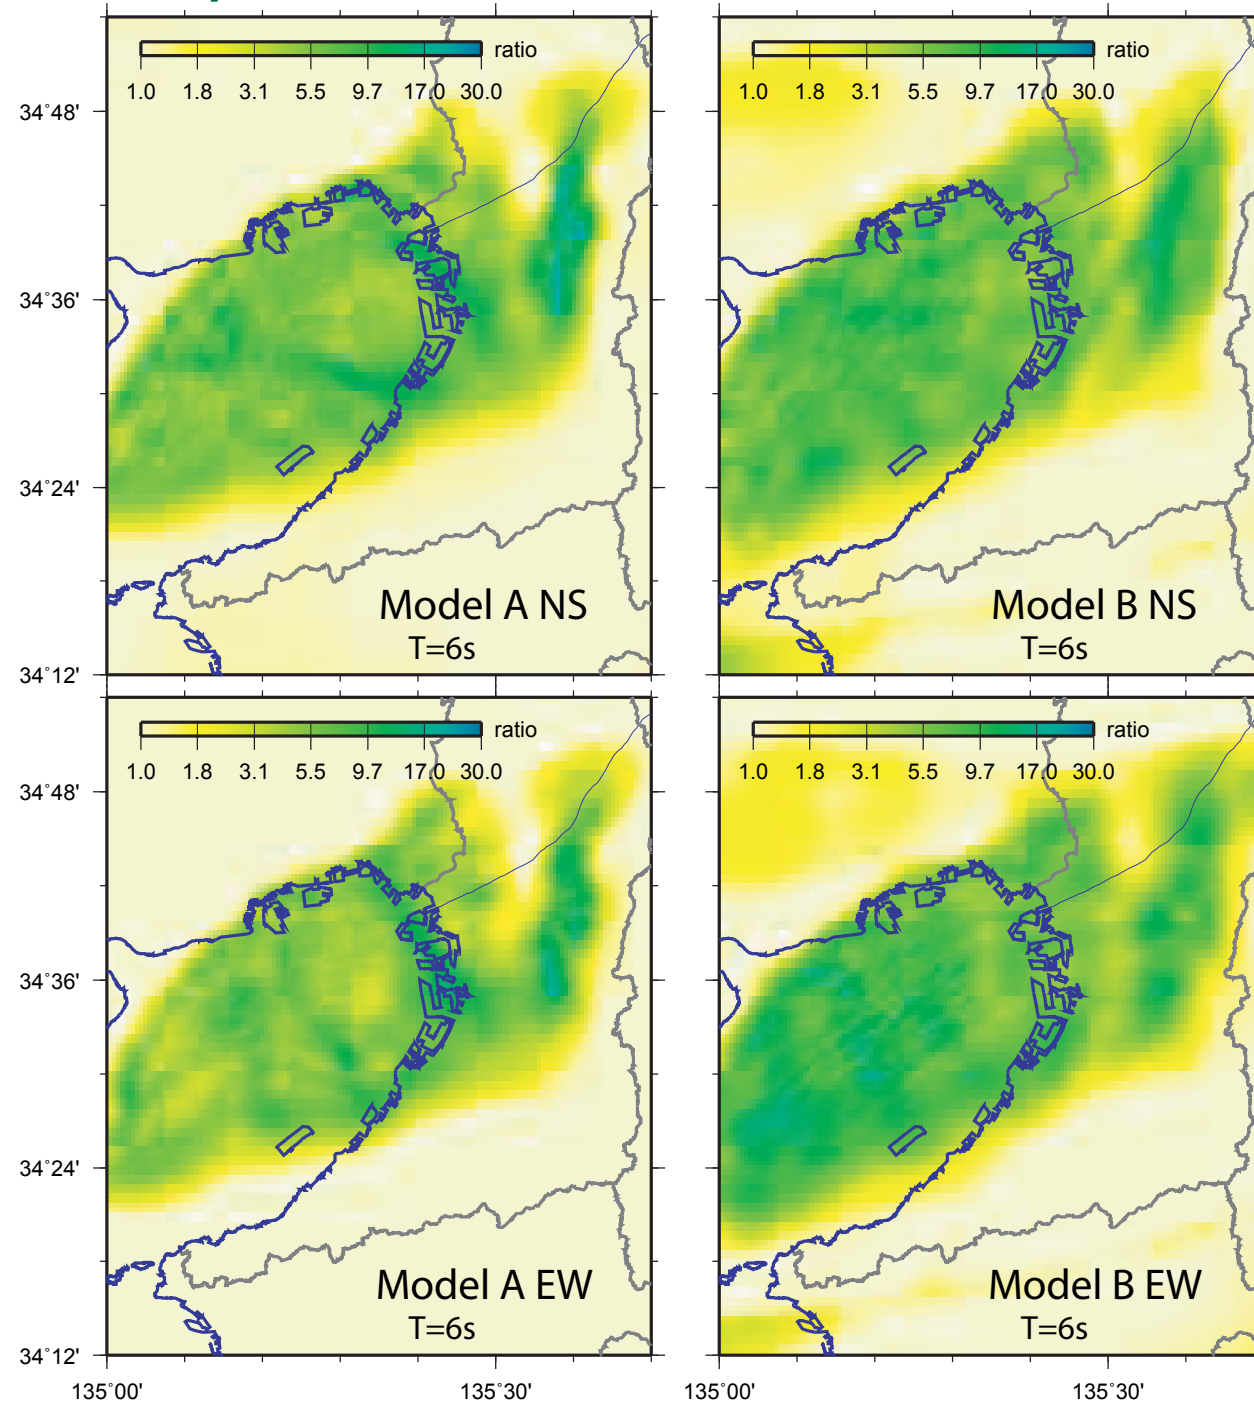 ratio
1.0 1.8 3.1 5.5 9.7 17.0 30.0
ratio
1.0 1.8 3.1 5.5 9.7 17.0 30.0
34˚48'
34˚36'
34˚24'
34˚12'
Model A NS
T=6s
Model B NS
T=6s
ratio
1.0 1.8 3.1 5.5 9.7 17.0 30.0
ratio
1.0 1.8 3.1 5.5 9.7 17.0 30.0
34˚48'
34˚36'
34˚24'
34˚12'
Model A EW
T=6s
Model B EW
T=6s
135˚00' 135˚30' 135˚00' 135˚30'